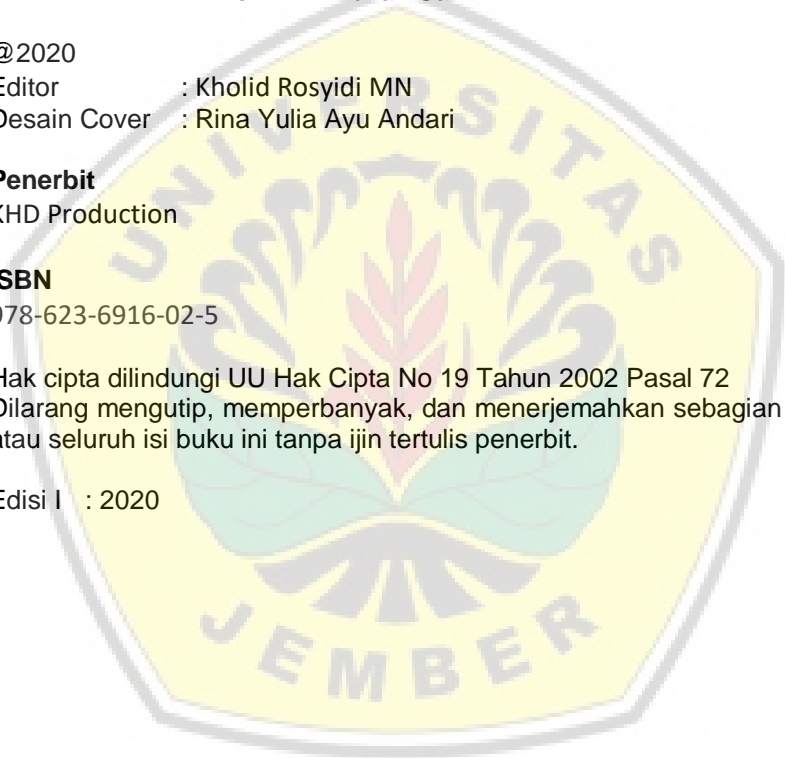 @2020
Editor : Kholid Rosyidi MN
Desain Cover : Rina Yulia Ayu Andari
Penerbit
KHD Production
ISBN
978-623-6916-02-5
Hak cipta dilindungi UU Hak Cipta No 19 Tahun 2002 Pasal 72
Dilarang mengutip, memperbanyak, dan menerjemahkan sebagian
atau seluruh isi buku ini tanpa ijin tertulis penerbit.
Edisi I : 2020
UNIVERSITAS
JEMBER